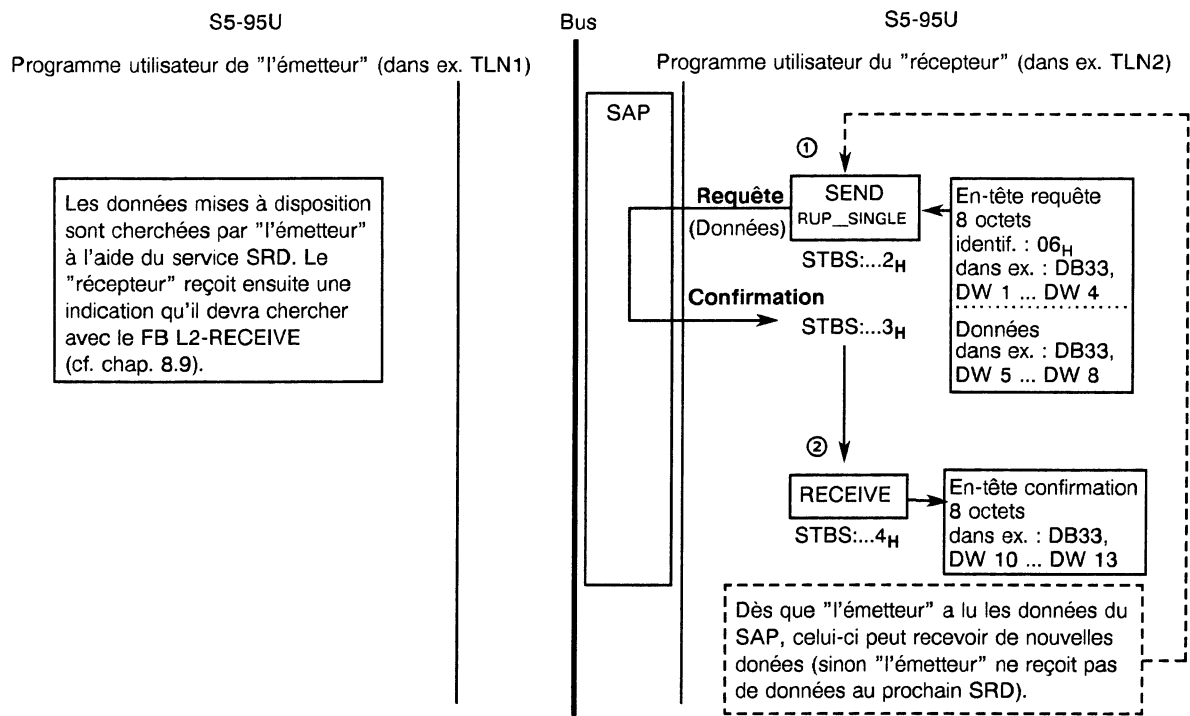 S5-95U
Bus
S5-95U
Programme utilisateur de "l'émetteur" (dans ex. TLN1)
Programme utilisateur du "récepteur" (dans ex. TLN2)
SAP
Les données mises à disposition
sont cherchées par "l'émetteur"
à l'aide du service SRD. Le
"récepteur" reçoit ensuite une
indication qu'il devra chercher
avec le FB L2-RECEIVE
(cf. chap. 8.9).
①
Requête
(Données)
SEND
RUP__SINGLE
STBS:...2H
En-tête requête
8 octets
identif. : 06H
dans ex. : DB33,
DW 1 ... DW 4
Données
dans ex. : DB33,
DW 5 ... DW 8
Confirmation
STBS:...3H
②
RECEIVE
STBS:...4H
En-tête confirmation
8 octets
dans ex. : DB33,
DW 10 ... DW 13
Dès que "l'émetteur" a lu les données du
SAP, celui-ci peut recevoir de nouvelles
donées (sinon "l'émetteur" ne reçoit pas
de données au prochain SRD).